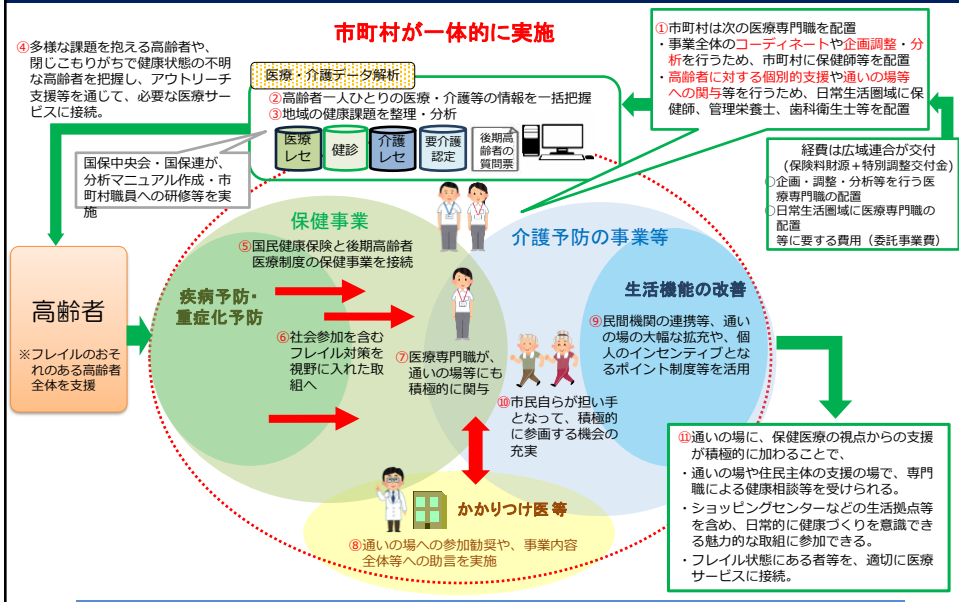 市町村が一体的に実施
④多様な課題を抱える高齢者や、
閉じこもりがちで健康状態の不明
な高齢者を把握し、アウトリーチ
支援等を通じて、必要な医療サー
ビスに接続。
医療・介護データ解析
②高齢者一人ひとりの医療・介護等の情報を一括把握
③地域の健康課題を整理・分析
医療
レセ
健診
介護
レセ
要介護
認定
後期高
齢者の
質問票
国保中央会・国保連が、
分析マニュアル作成・市
町村職員への研修等を実
施
①市町村は次の医療専門職を配置
・事業全体のコーディネートや企画調整・分
析を行うため、市町村に保健師等を配置
・高齢者に対する個別的支援や通いの場等
への関与等を行うため、日常生活圏域に保
健師、管理栄養士、歯科衛生士等を配置
経費は広域連合が交付
(保険料財源＋特別調整交付金)
○企画・調整・分析等を行う医
療専門職の配置
○日常生活圏域に医療専門職の
配置
等に要する費用（委託事業費）
高齢者
※フレイルのおそ
れのある高齢者
全体を支援
保健事業
⑤国民健康保険と後期高齢者
医療制度の保健事業を接続
疾病予防・
重症化予防
⑥社会参加を含む
フレイル対策を
視野に入れた取
組へ
⑦医療専門職が、
通いの場等にも
積極的に関与
介護予防の事業等
生活機能の改善
⑨民間機関の連携等、通い
の場の大幅な拡充や、個
人のインセンティブとな
るポイント制度等を活用
⑩市民自らが担い手
となって、積極的
に参画する機会の
充実
かかりつけ医等
⑧通いの場への参加勧奨や、事業内容
全体等への助言を実施
⑪通いの場に、保健医療の視点からの支援
が積極的に加わることで、
・通いの場や住民主体の支援の場で、専門
職による健康相談等を受けられる。
・ショッピングセンターなどの生活拠点等
を含め、日常的に健康づくりを意識でき
る魅力的な取組に参加できる。
・フレイル状態にある者等を、適切に医療
サービスに接続。